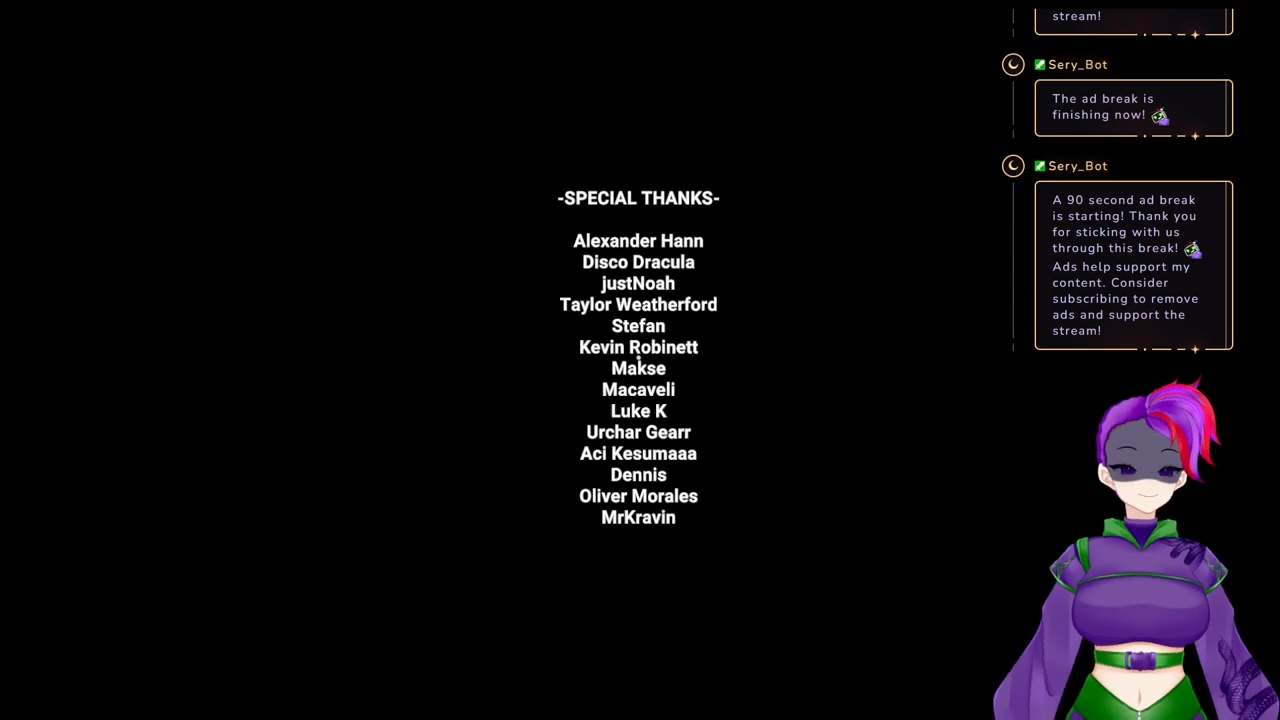 -SPECIAL THANKS-
Alexander Hann
Disco Dracula
justNoah
Taylor Weatherford
Stefan
Kevin Robinett
Makse
Macaveli
Luke K
Urchar Gearr
Aci Kesumaaa
Dennis
Oliver Morales
MrKravin
stream!
Sery_Bot
The ad break is
finishing now!
Sery_Bot
A 90 second ad break
is starting! Thank you
for sticking with us
through this break!
Ads help support my
content. Consider
subscribing to remove
ads and support the
stream!